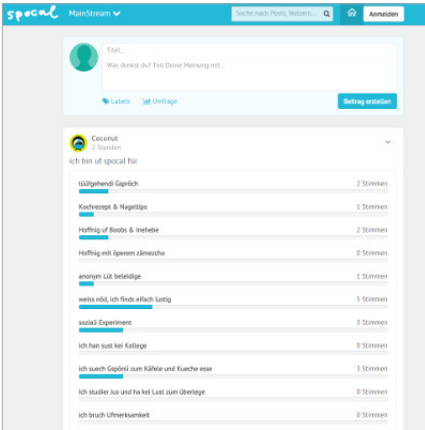 spocal MainStream
Suche nach Posts, Nutzern...
Anmelden
Titel...
Was denkst du? Teil Deine Meinung mit...
Labels
Umfrage
Beitrag erstellen
Coconut
2 Stunden
ich bin uf spocal für
tüüfgehendi Gspröch 2 Stimmen
Kochrezept & Nageltips 1 Stimmen
Hoffnig uf Boobs & Inehebe 2 Stimmen
Hoffnig mit öperem zämezcho 0 Stimmen
anonym Lüt beleidige 1 Stimmen
weiss nöd, ich finds eifach lustig 5 Stimmen
soziali Experiment 3 Stimmen
ich han sust kei Kollege 0 Stimmen
ich suech Gspönli zum Käfele und Kueche esse 3 Stimmen
ich studier Jus und ha kei Lust zum überlege 0 Stimmen
ich bruch Ufmerksamkeit 0 Stimmen